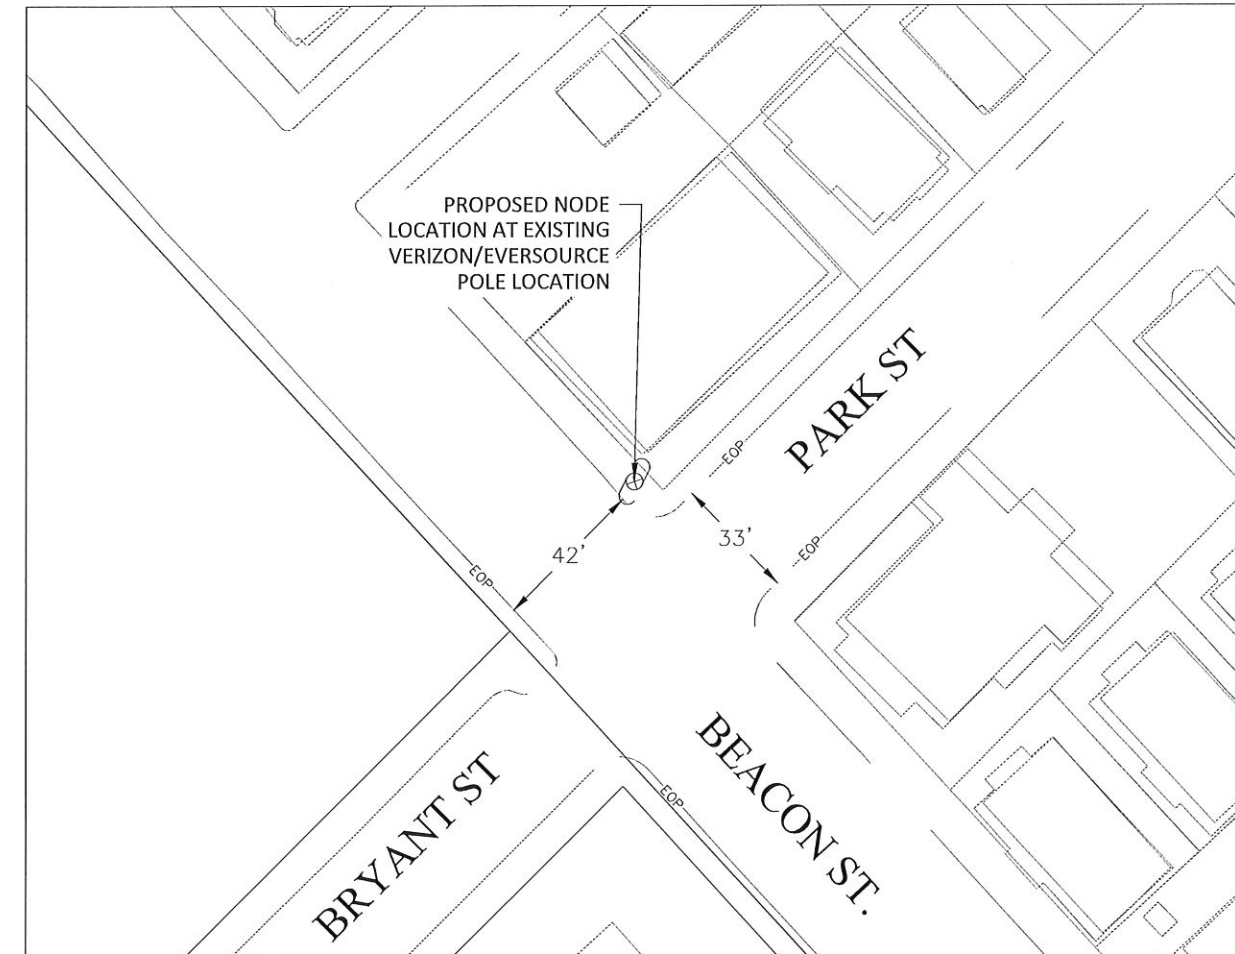 PROPOSED NODE
LOCATION AT EXISTING
VERIZON/EVERSOURCE
POLE LOCATION
PARK ST
EOP
33'
EOP
42'
EOP
BEACON ST.
BRYANT ST
EOP